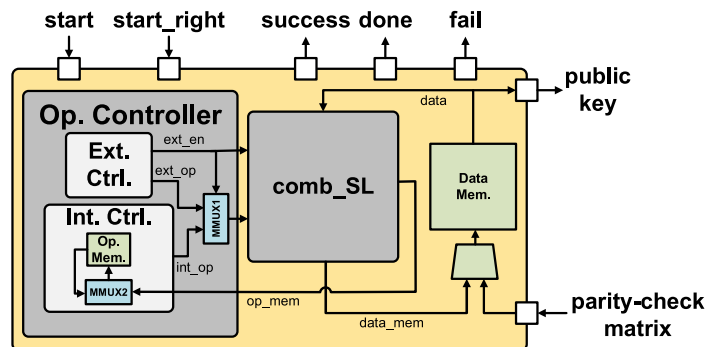 start
start_right
success
done
fail
public
key
data
Op. Controller
ext_en
Ext.
Ctrl.
ext_op
MMUX1
comb_SL
Data
Mem.
Int. Ctrl.
Op.
Mem.
int_op
MMUX2
op_mem
data_mem
parity-check
matrix